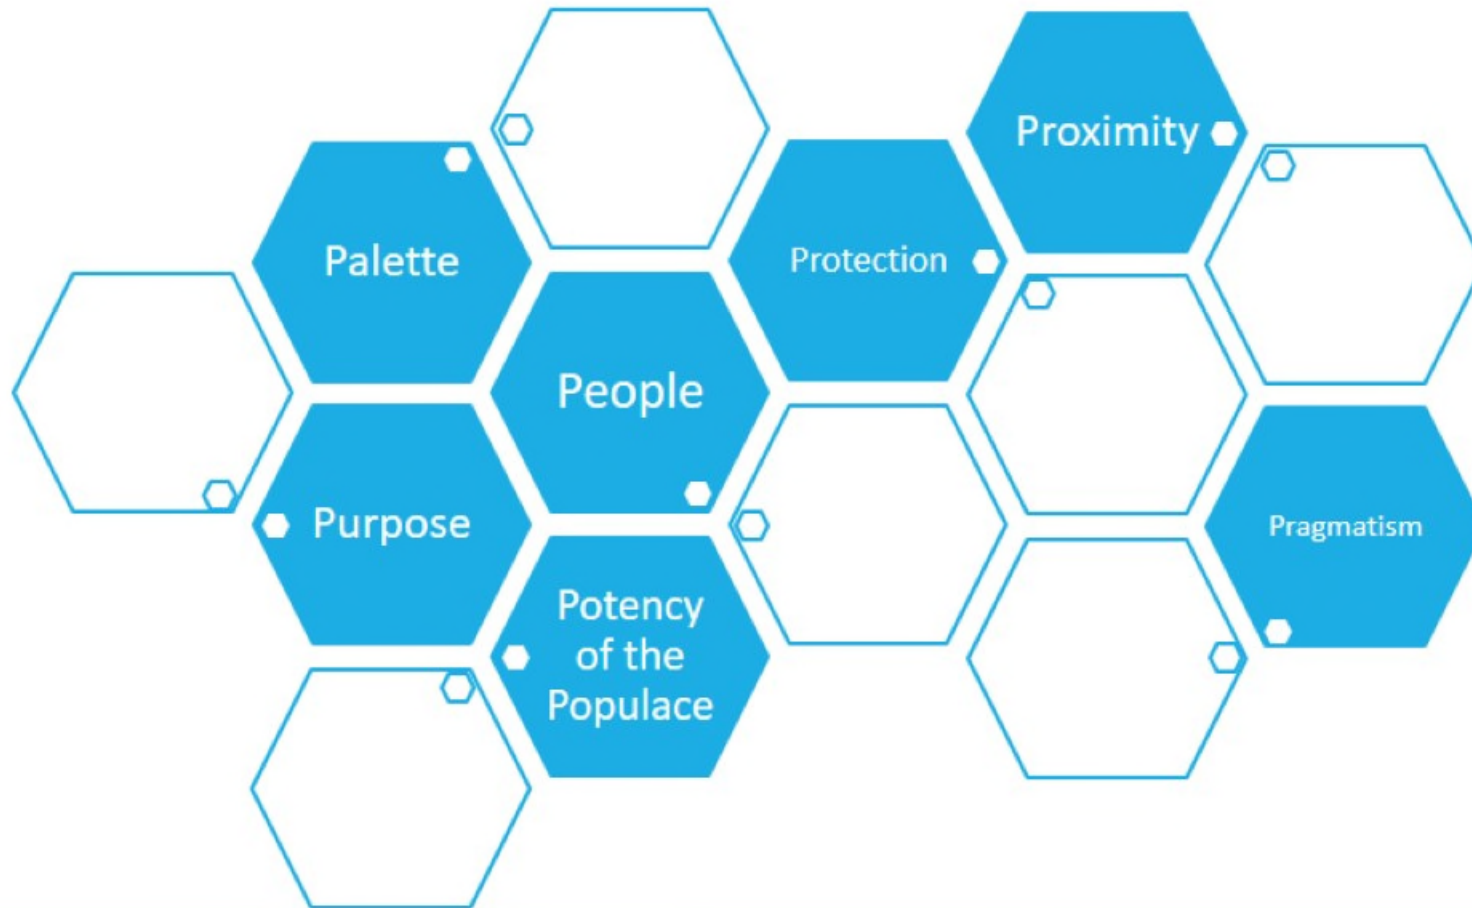 Proximity
Palette
Protection
People
Purpose
Pragmatism
Potency
of the
Populace